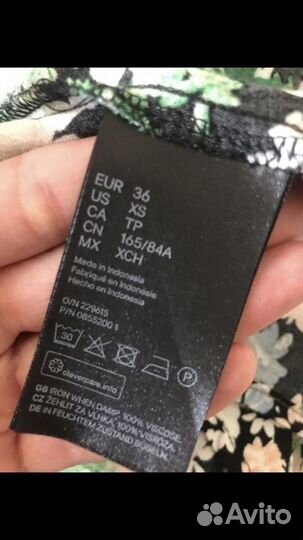 EUR 36
US XS
CA TP
CN 165/84A
MX XCH
Made in Indonesia
Fabriqué en Indonésie
Hecho en Indonesia
O/N 229615
P/N 0855200 1
30 P
clevercare.info
GB IRON WHEN DAMP. 100% VISCOSE.
CZ ŽEHLIT ZA VLHKA. 100% VISKÓZA.
DE IN FEUCHTEM ZUSTAND BÜGELN.
Avito